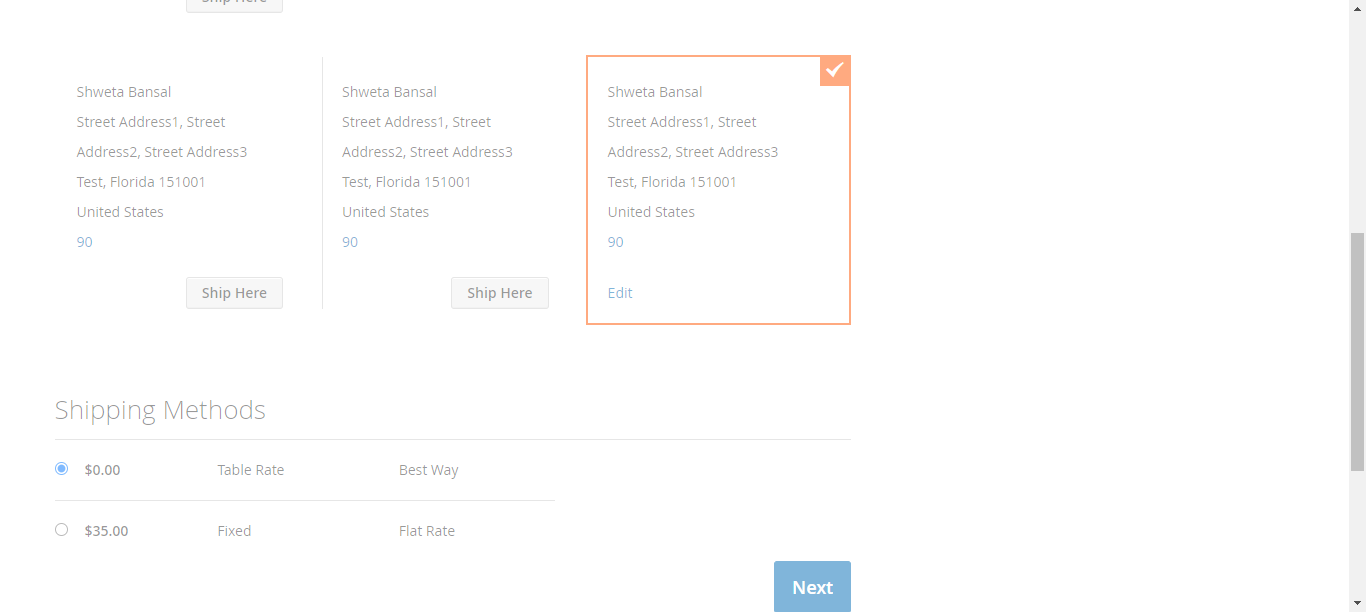 Ship Here
Shweta Bansal
Street Address1, Street
Address2, Street Address3
Test, Florida 151001
United States
90
Ship Here
Shweta Bansal
Street Address1, Street
Address2, Street Address3
Test, Florida 151001
United States
90
Ship Here
Shweta Bansal
Street Address1, Street
Address2, Street Address3
Test, Florida 151001
United States
90
Edit
Shipping Methods
$0.00 Table Rate Best Way
$35.00 Fixed Flat Rate
Next